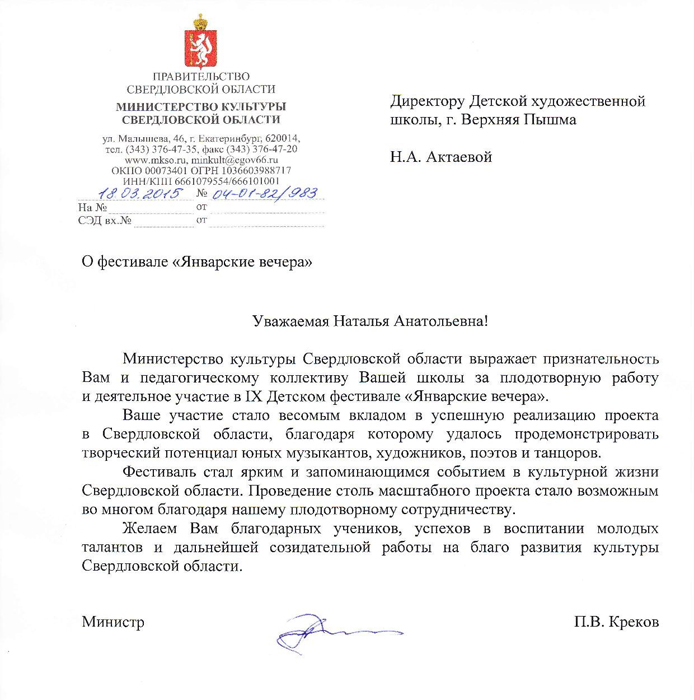 ПРАВИТЕЛЬСТВО
СВЕРДЛОВСКОЙ ОБЛАСТИ
МИНИСТЕРСТВО КУЛЬТУРЫ
СВЕРДЛОВСКОЙ ОБЛАСТИ
ул. Малышева, 46, г. Екатеринбург, 620014,
тел. (343) 376-47-35, факс (343) 376-47-20
www.mkso.ru, minkult@egov66.ru
ОКПО 00073401 ОГРН 1036603988717
ИНН/КПП 6661079554/666101001
18.03.2015 № 04-01-82/983
На № от
СЭД вх.№ от
Директору Детской художественной
школы, г. Верхняя Пышма
Н.А. Актаевой
О фестивале «Январские вечера»
Уважаемая Наталья Анатольевна!
Министерство культуры Свердловской области выражает признательность
Вам и педагогическому коллективу Вашей школы за плодотворную работу
и деятельное участие в IX Детском фестивале «Январские вечера».
Ваше участие стало весомым вкладом в успешную реализацию проекта
в Свердловской области, благодаря которому удалось продемонстрировать
творческий потенциал юных музыкантов, художников, поэтов и танцоров.
Фестиваль стал ярким и запоминающимся событием в культурной жизни
Свердловской области. Проведение столь масштабного проекта стало возможным
во многом благодаря нашему плодотворному сотрудничеству.
Желаем Вам благодарных учеников, успехов в воспитании молодых
талантов и дальнейшей созидательной работы на благо развития культуры
Свердловской области.
Министр П.В. Креков